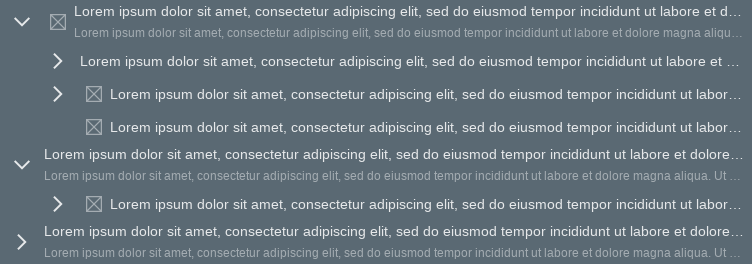 Lorem ipsum dolor sit amet, consectetur adipiscing elit, sed do eiusmod tempor incididunt ut labore et d…
Lorem ipsum dolor sit amet, consectetur adipiscing elit, sed do eiusmod tempor incididunt ut labore et dolore magna aliqu…
Lorem ipsum dolor sit amet, consectetur adipiscing elit, sed do eiusmod tempor incididunt ut labore et …
Lorem ipsum dolor sit amet, consectetur adipiscing elit, sed do eiusmod tempor incididunt ut labor…
Lorem ipsum dolor sit amet, consectetur adipiscing elit, sed do eiusmod tempor incididunt ut labor…
Lorem ipsum dolor sit amet, consectetur adipiscing elit, sed do eiusmod tempor incididunt ut labore et dolore…
Lorem ipsum dolor sit amet, consectetur adipiscing elit, sed do eiusmod tempor incididunt ut labore et dolore magna aliqua. Ut …
Lorem ipsum dolor sit amet, consectetur adipiscing elit, sed do eiusmod tempor incididunt ut labor…
Lorem ipsum dolor sit amet, consectetur adipiscing elit, sed do eiusmod tempor incididunt ut labore et dolore…
Lorem ipsum dolor sit amet, consectetur adipiscing elit, sed do eiusmod tempor incididunt ut labore et dolore magna aliqua. Ut …